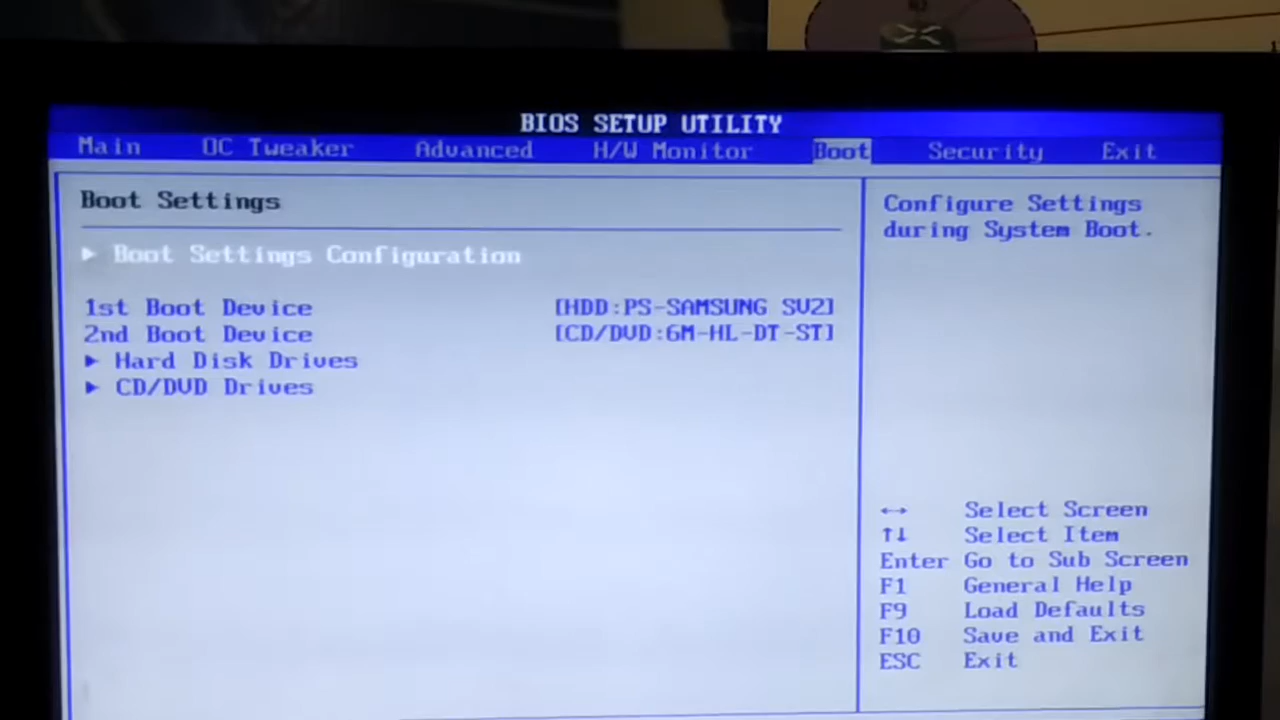 BIOS SETUP UTILITY
Main OC Tweaker Advanced H/W Monitor Boot Security Exit
Boot Settings
▶ Boot Settings Configuration
1st Boot Device [HDD:PS-SAMSUNG SV2]
2nd Boot Device [CD/DVD:6M-HL-DT-ST]
▶ Hard Disk Drives
▶ CD/DVD Drives
Configure Settings
during System Boot.
↔ Select Screen
↑↓ Select Item
Enter Go to Sub Screen
F1 General Help
F9 Load Defaults
F10 Save and Exit
ESC Exit